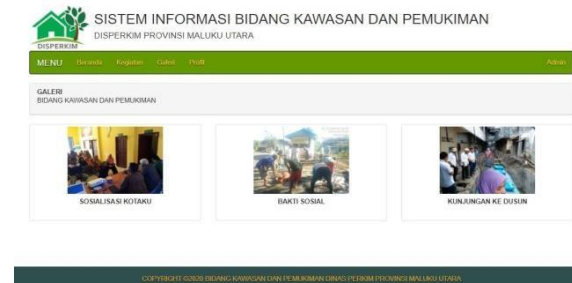 SISTEM INFORMASI BIDANG KAWASAN DAN PEMUKIMAN
DISPERKIM PROVINSI MALUKU UTARA
DISPERKIM
MENU Beranda Kegiatan Galeri Profil Admin
GALERI
BIDANG KAWASAN DAN PEMUKIMAN
SOSIALISASI KOTAKU BAKTI SOSIAL KUNJUNGAN KE DUSUN
COPYRIGHT ©2020 BIDANG KAWASAN DAN PEMUKIMAN DINAS PERKIM PROVINSI MALUKU UTARA